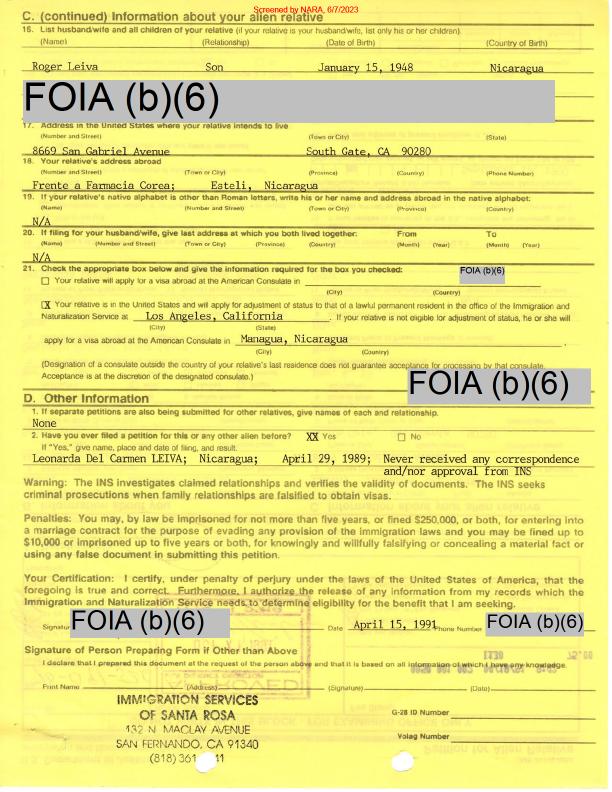 Screened by NARA, 6/7/2023
C. (continued) Information about your alien relative
16. List husband/wife and all children of your relative (if your relative is your husband/wife, list only his or her children).
(Name) (Relationship) (Date of Birth) (Country of Birth)
Roger Leiva Son January 15, 1948 Nicaragua
FOIA (b)(6)
17. Address in the United States where your relative intends to live
(Number and Street) (Town or City) (State)
8669 San Gabriel Avenue South Gate, CA 90280
18. Your relative's address abroad
(Number and Street) (Town or City) (Province) (Country) (Phone Number)
Frente a Farmacia Corea; Esteli, Nicaragua
19. If your relative's native alphabet is other than Roman letters, write his or her name and address abroad in the native alphabet:
(Name) (Number and Street) (Town or City) (Province) (Country)
N/A
20. If filing for your husband/wife, give last address at which you both lived together: From To
(Name) (Number and Street) (Town or City) (Province) (Country) (Month) (Year) (Month) (Year)
N/A
21. Check the appropriate box below and give the information required for the box you checked: FOIA (b)(6)
Your relative will apply for a visa abroad at the American Consulate in
(City) (Country)
X Your relative is in the United States and will apply for adjustment of status to that of a lawful permanent resident in the office of the Immigration and
Naturalization Service at Los Angeles, California . If your relative is not eligible for adjustment of status, he or she will
(City) (State)
apply for a visa abroad at the American Consulate in Managua, Nicaragua .
(City) (Country)
(Designation of a consulate outside the country of your relative's last residence does not guarantee acceptance for processing by that consulate.
Acceptance is at the discretion of the designated consulate.)
FOIA (b)(6)
D. Other Information
1. If separate petitions are also being submitted for other relatives, give names of each and relationship.
None
2. Have you ever filed a petition for this or any other alien before? XX Yes No
If "Yes," give name, place and date of filing, and result.
Leonarda Del Carmen LEIVA; Nicaragua; April 29, 1989; Never received any correspondence
and/nor approval from INS
Warning: The INS investigates claimed relationships and verifies the validity of documents. The INS seeks
criminal prosecutions when family relationships are falsified to obtain visas.
Penalties: You may, by law be imprisoned for not more than five years, or fined $250,000, or both, for entering into
a marriage contract for the purpose of evading any provision of the immigration laws and you may be fined up to
$10,000 or imprisoned up to five years or both, for knowingly and willfully falsifying or concealing a material fact or
using any false document in submitting this petition.
Your Certification: I certify, under penalty of perjury under the laws of the United States of America, that the
foregoing is true and correct. Furthermore, I authorize the release of any information from my records which the
Immigration and Naturalization Service needs to determine eligibility for the benefit that I am seeking.
Signatur FOIA (b)(6) Date April 15, 1991 Phone Number FOIA (b)(6)
Signature of Person Preparing Form if Other than Above
I declare that I prepared this document at the request of the person above and that it is based on all information of which I have any knowledge.
Print Name (Address) (Signature) (Date)
IMMIGRATION SERVICES
OF SANTA ROSA
132 N MACLAY AVENUE
SAN FERNANDO, CA 91340
(818) 361
G-28 ID Number
Volag Number